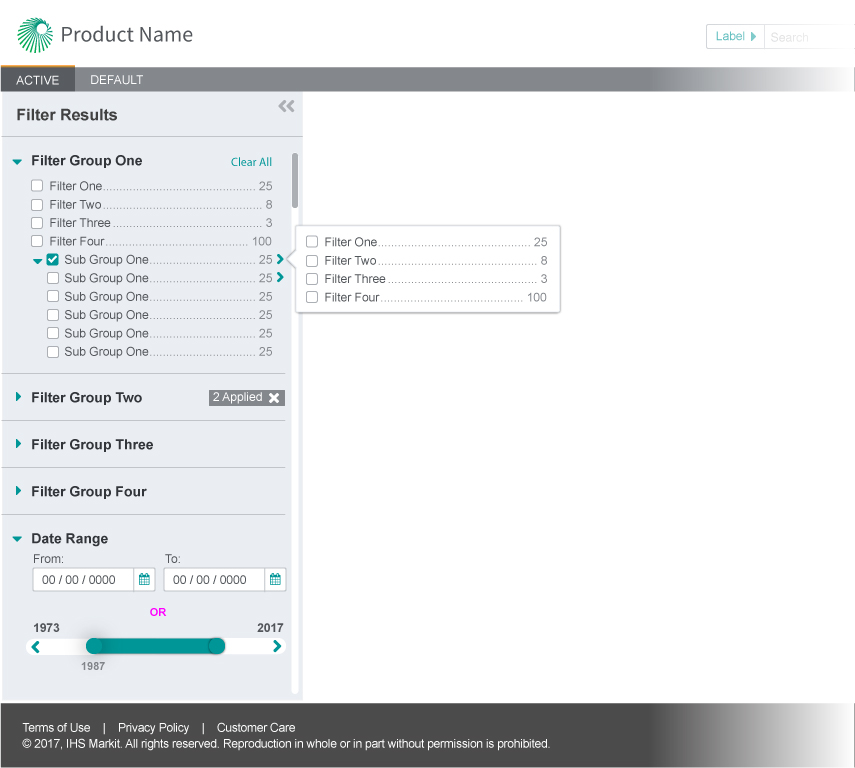 Product Name
Label Search
ACTIVE DEFAULT
Filter Results
Filter Group One Clear All
Filter One 25
Filter Two 8
Filter Three 3
Filter Four 100
Sub Group One 25
Sub Group One 25
Sub Group One 25
Sub Group One 25
Sub Group One 25
Sub Group One 25
Filter One 25
Filter Two 8
Filter Three 3
Filter Four 100
Filter Group Two 2 Applied
Filter Group Three
Filter Group Four
Date Range
From: To:
00 / 00 / 0000 00 / 00 / 0000
OR
1973 2017
1987
Terms of Use | Privacy Policy | Customer Care
© 2017, IHS Markit. All rights reserved. Reproduction in whole or in part without permission is prohibited.